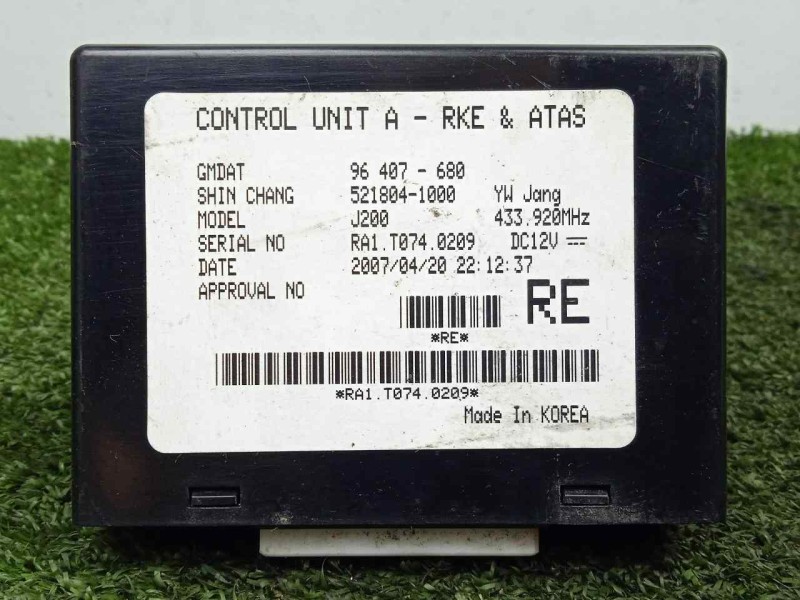 CONTROL UNIT A - RKE & ATAS
GMDAT 96 407 - 680
SHIN CHANG 521804-1000 YW Jang
MODEL J200 433.920MHz
SERIAL NO RA1.T074.0209 DC12V
DATE 2007/04/20 22:12:37
APPROVAL NO
RE
*RE*
*RA1.T074.0209*
Made In KOREA